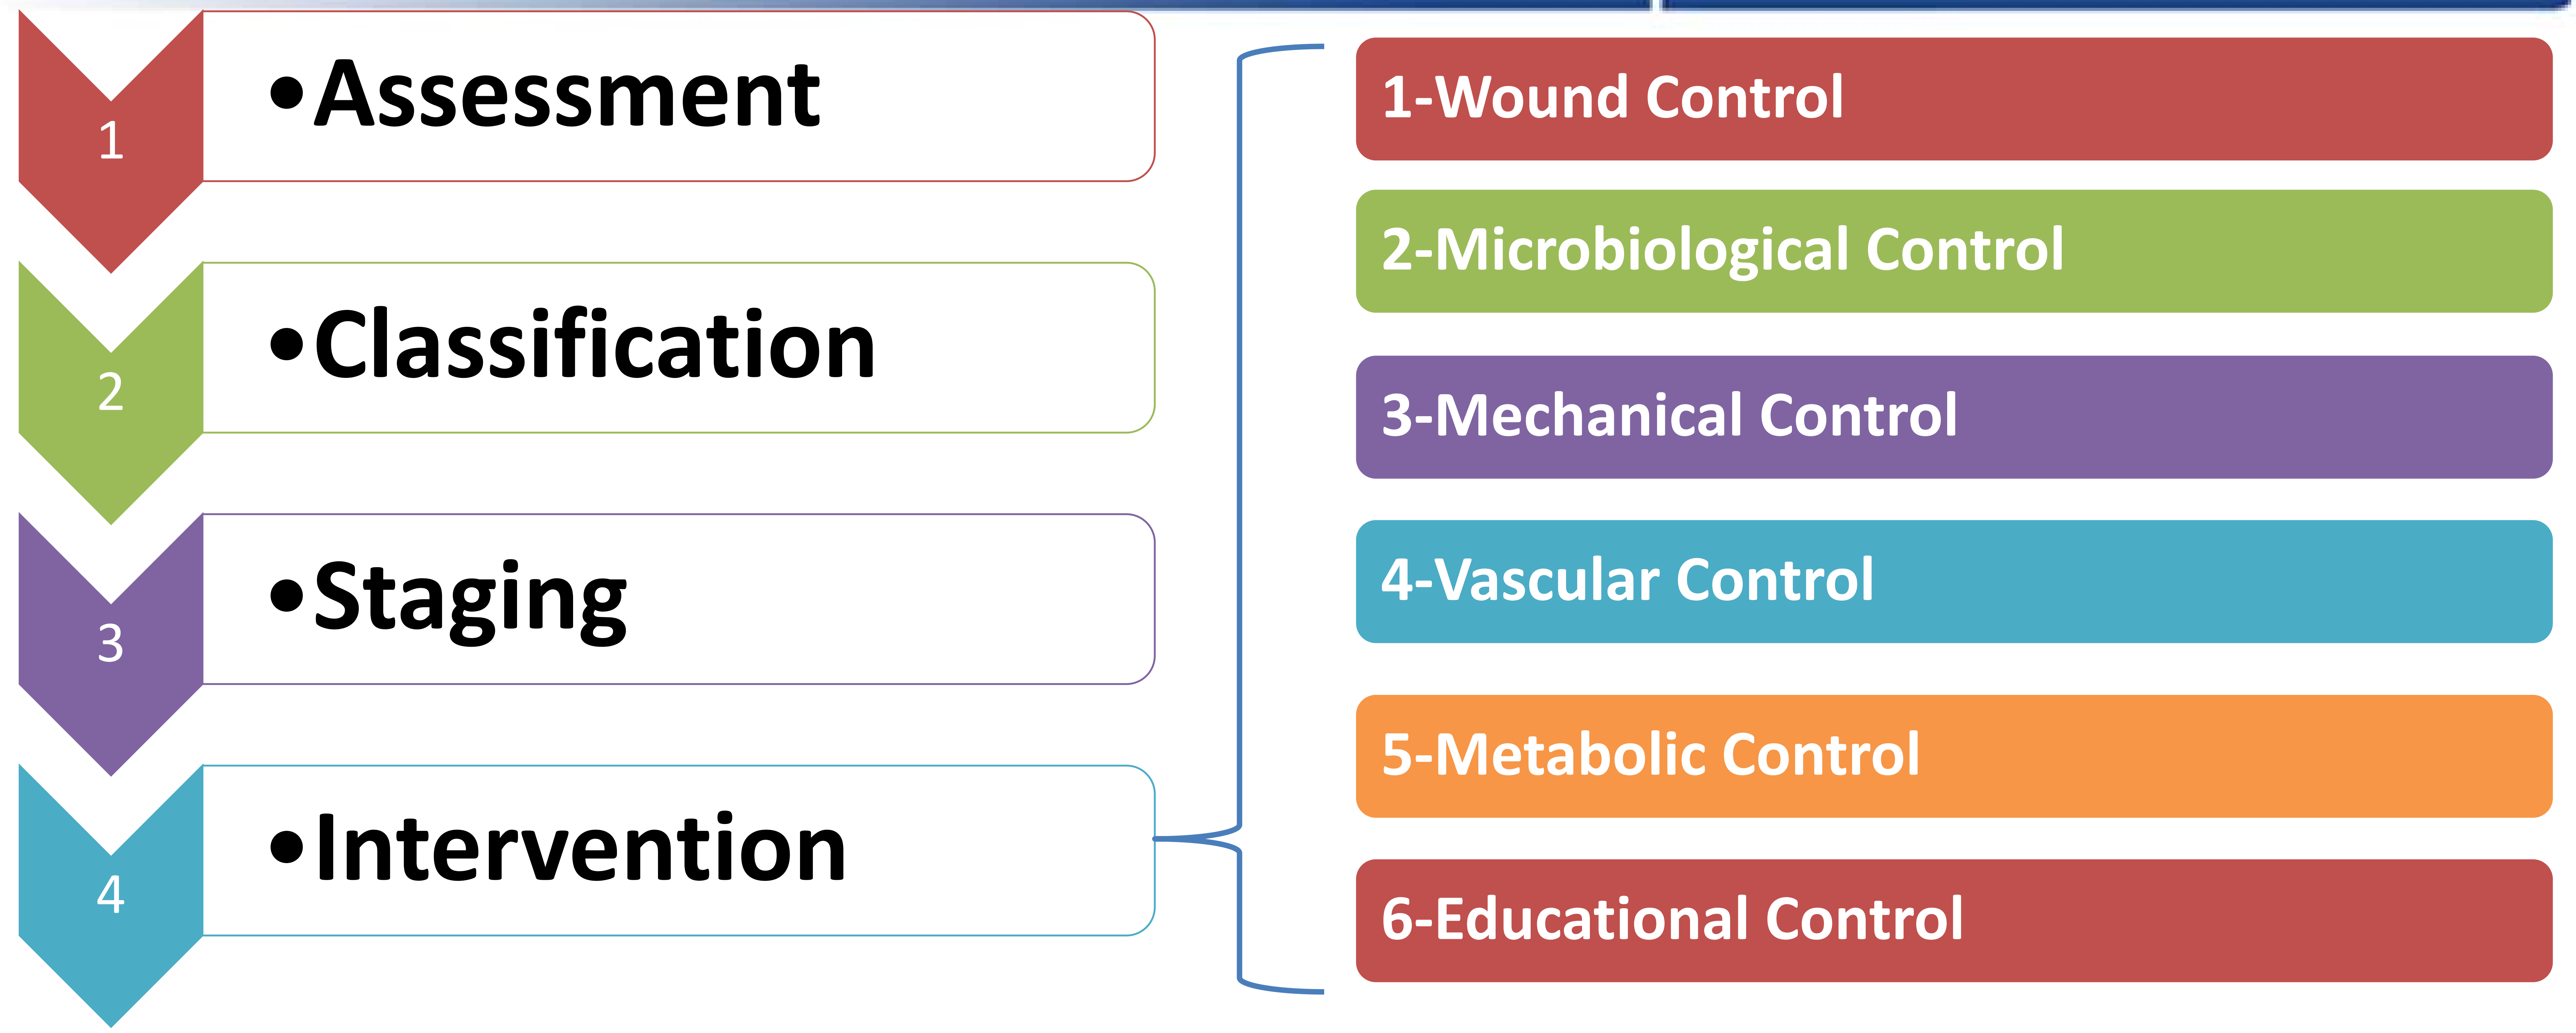 1
•Assessment
2
•Classification
3
•Staging
4
•Intervention
1-Wound Control
2-Microbiological Control
3-Mechanical Control
4-Vascular Control
5-Metabolic Control
6-Educational Control